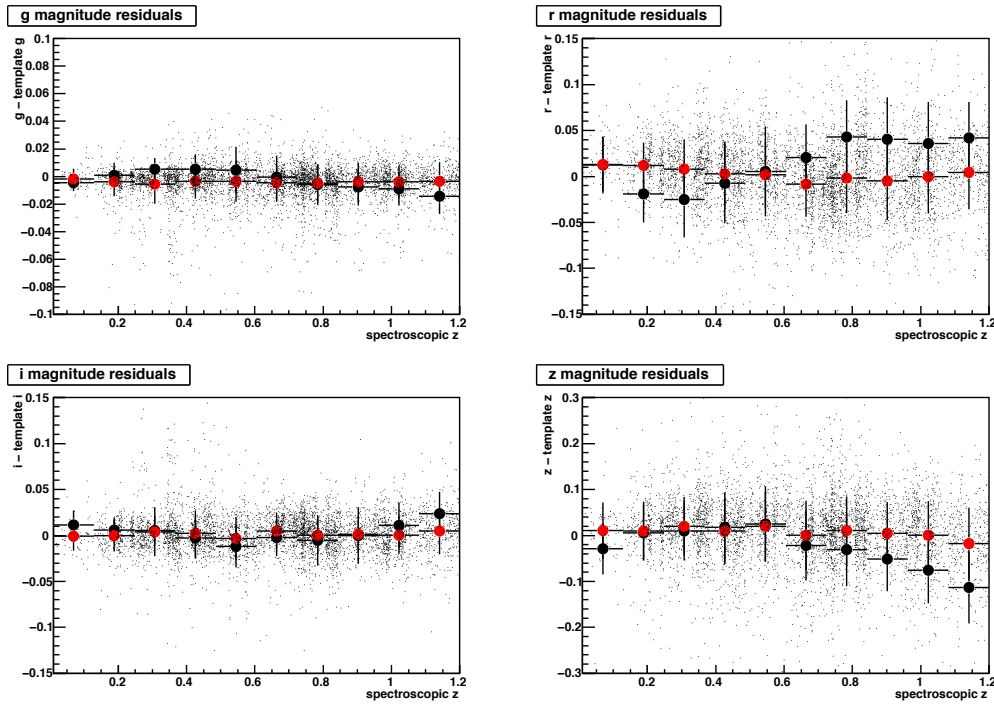 g magnitude residuals
g − template g
0.1
0.08
0.06
0.04
0.02
0
−0.02
−0.04
−0.06
−0.08
−0.1
0.2 0.4 0.6 0.8 1 1.2
spectroscopic z
r magnitude residuals
r − template r
0.15
0.1
0.05
0
−0.05
−0.1
−0.15
0.2 0.4 0.6 0.8 1 1.2
spectroscopic z
i magnitude residuals
i − template i
0.15
0.1
0.05
0
−0.05
−0.1
−0.15
0.2 0.4 0.6 0.8 1 1.2
spectroscopic z
z magnitude residuals
z − template z
0.3
0.2
0.1
0
−0.1
−0.2
−0.3
0.2 0.4 0.6 0.8 1 1.2
spectroscopic z